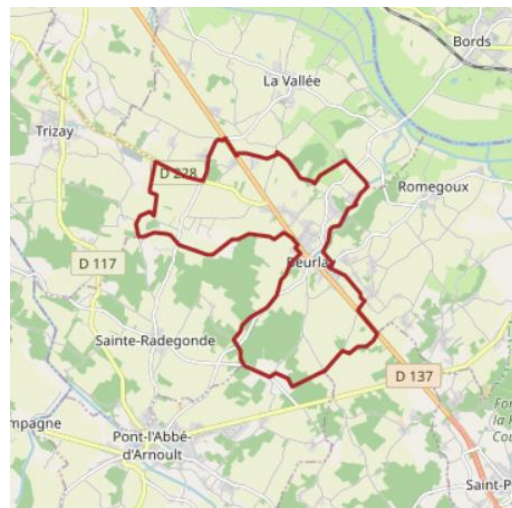 Bords
La Vallée
Trizay
D 228
Romegoux
Beurlay
D 117
Sainte-Radegonde
D 137
mpagne
Pont-l'Abbé-
d'Arnoult
Saint-P